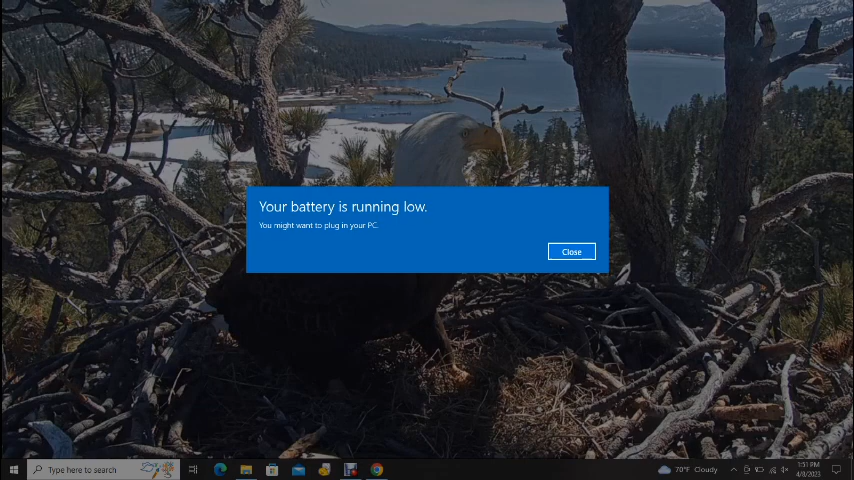 Your battery is running low.
You might want to plug in your PC.
Close
Type here to search
70°F Cloudy
1:51 PM
4/8/2023